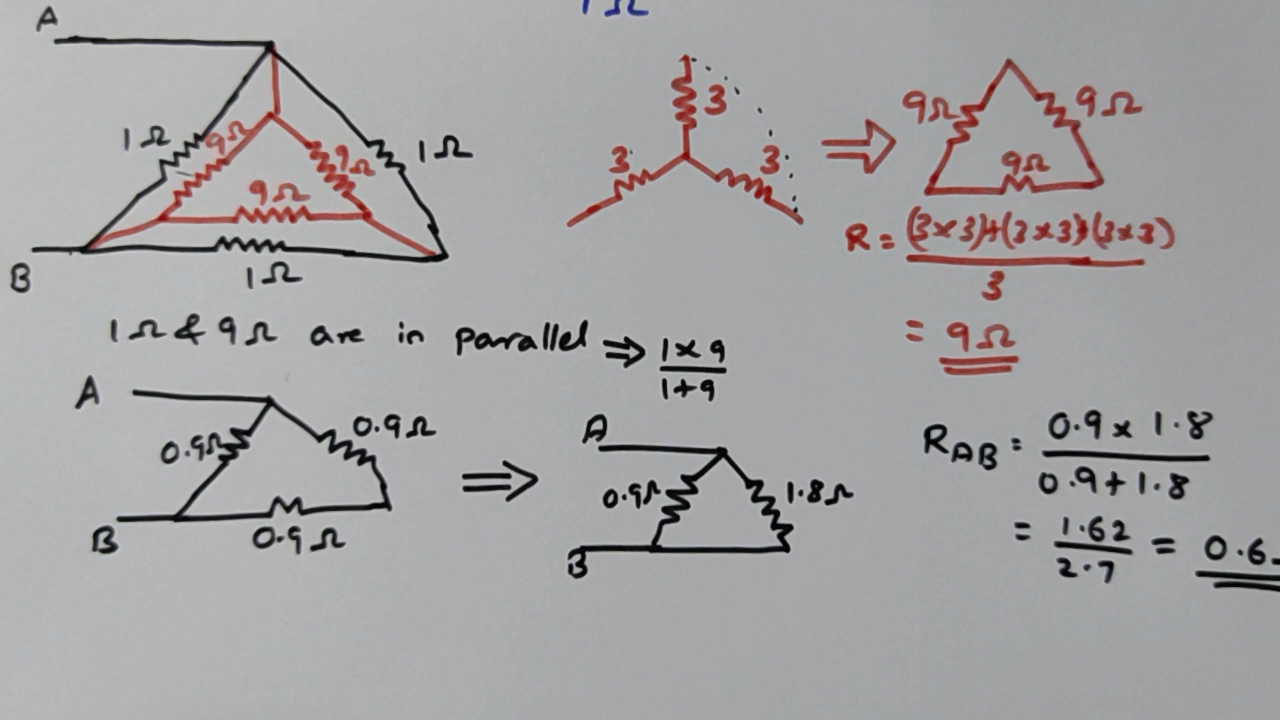 1Ω
A
1Ω 9Ω 9Ω 1Ω
9Ω
B
1Ω
3
3 3
⇒
9Ω 9Ω
9Ω
R = (3×3)+(3×3)+(3×3)
3
= 9Ω
1Ω & 9Ω are in parallel ⇒ 1×9
1+9
A
0.9Ω 0.9Ω
B
0.9Ω
⇒
A
0.9Ω 1.8Ω
B
R_AB = 0.9 × 1.8
0.9 + 1.8
= 1.62
2.7
= 0.6